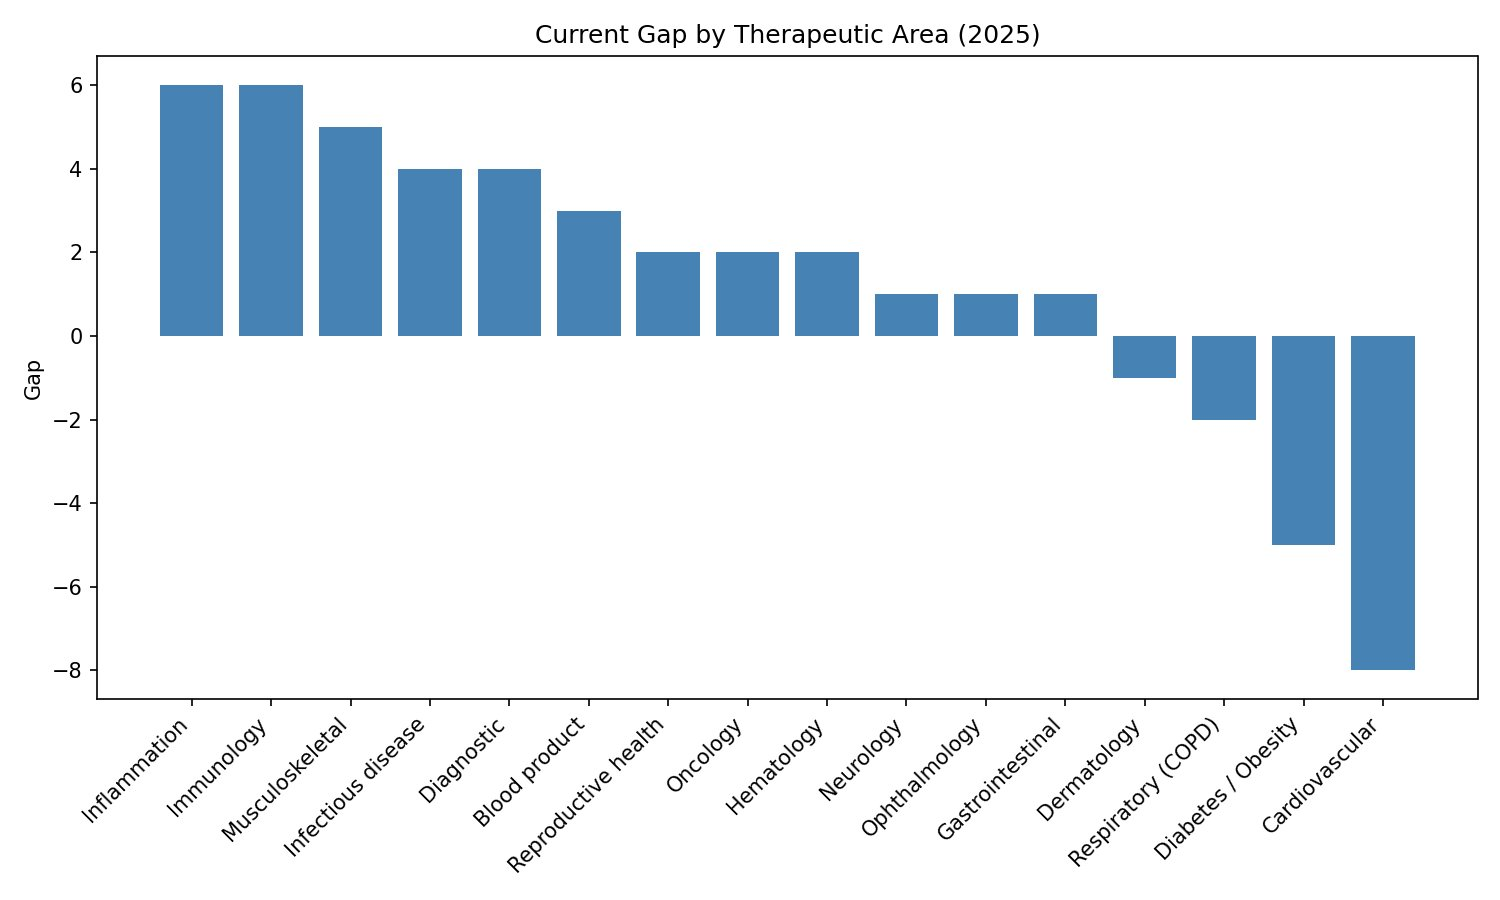 Current Gap by Therapeutic Area (2025)
Gap
6
4
2
0
−2
−4
−6
−8
Inflammation
Immunology
Musculoskeletal
Infectious disease
Diagnostic
Blood product
Reproductive health
Oncology
Hematology
Neurology
Ophthalmology
Gastrointestinal
Dermatology
Respiratory (COPD)
Diabetes / Obesity
Cardiovascular